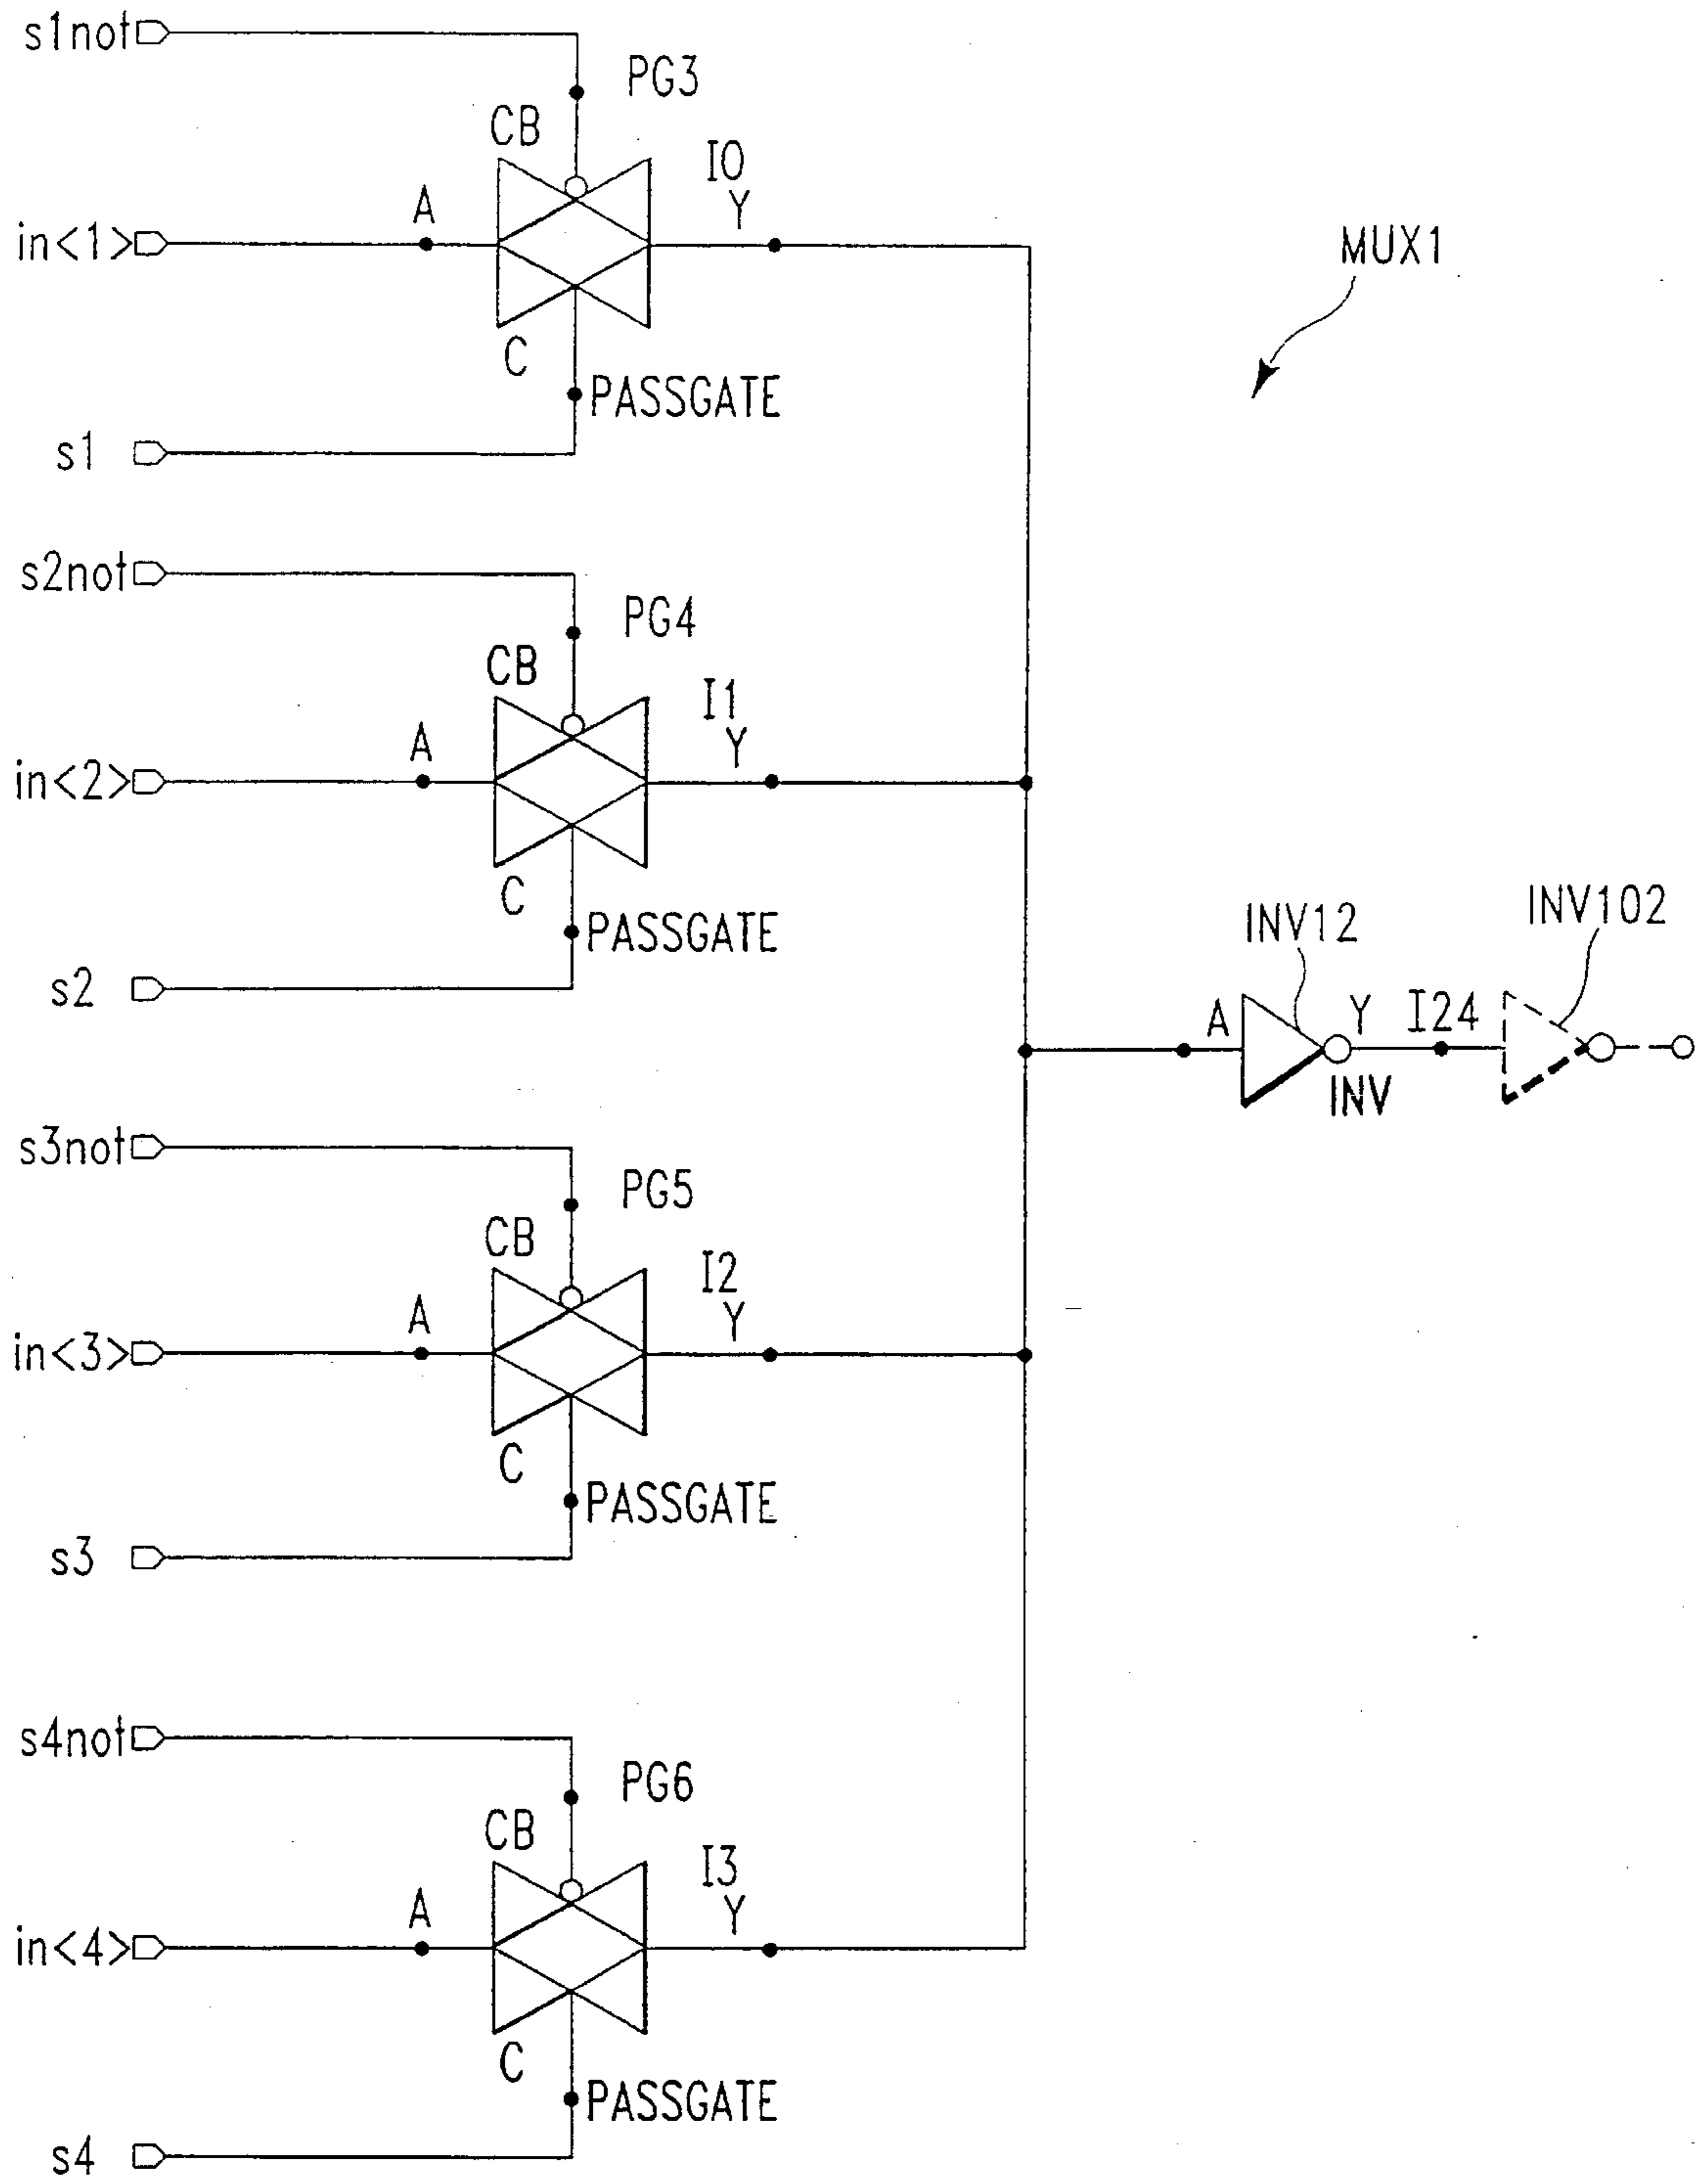 s1not
PG3
CB
I0
A
Y
in<1>
MUX1
C
PASSGATE
s1
s2not
PG4
CB
I1
A
Y
in<2>
C
PASSGATE
s2
INV12
INV102
A
Y
I24
INV
s3not
PG5
CB
I2
A
Y
in<3>
C
PASSGATE
s3
s4not
PG6
CB
I3
A
Y
in<4>
C
PASSGATE
s4